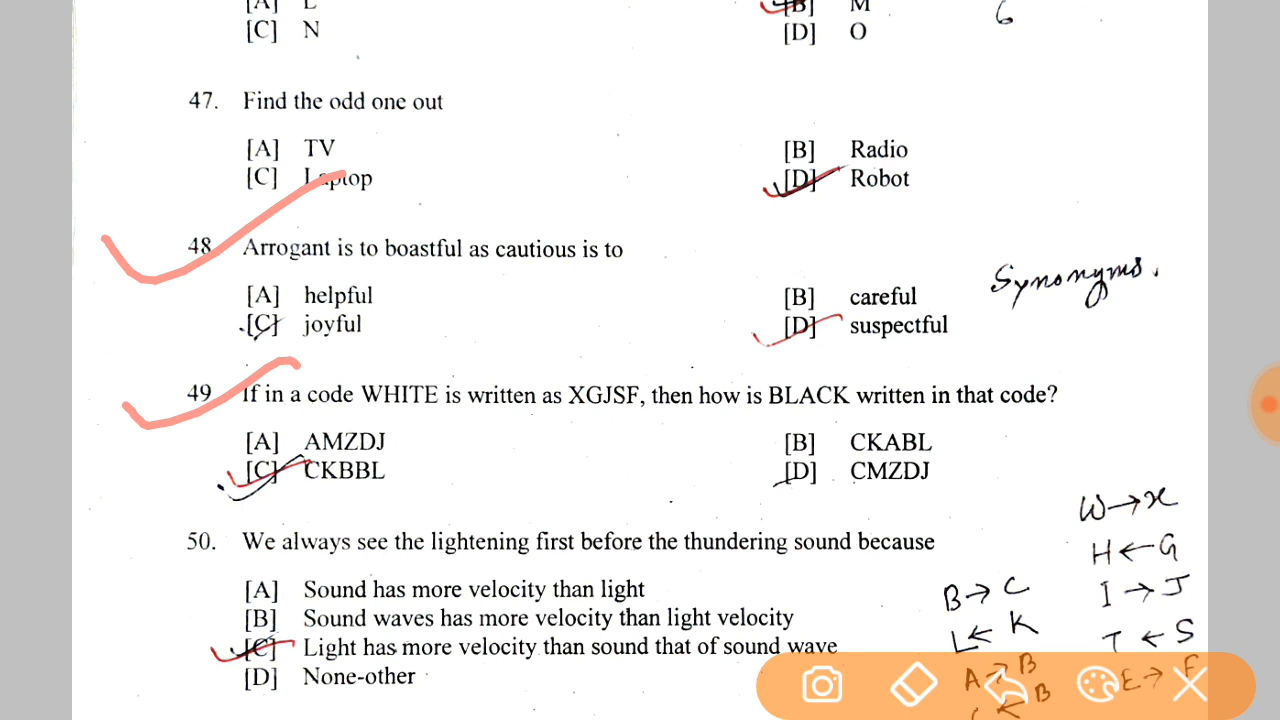 [A] L [B] M
[C] N [D] O
6
47. Find the odd one out
[A] TV [B] Radio
[C] Laptop [D] Robot
48 Arrogant is to boastful as cautious is to
Synonyms.
[A] helpful [B] careful
[C] joyful [D] suspectful
49 If in a code WHITE is written as XGJSF, then how is BLACK written in that code?
[A] AMZDJ [B] CKABL
[C] CKBBL [D] CMZDJ
W→x
H←G
I→J
T←S
E→F
50. We always see the lightening first before the thundering sound because
[A] Sound has more velocity than light
[B] Sound waves has more velocity than light velocity
[C] Light has more velocity than sound that of sound wave
[D] None-other
B→C
L←K
A→B
←B